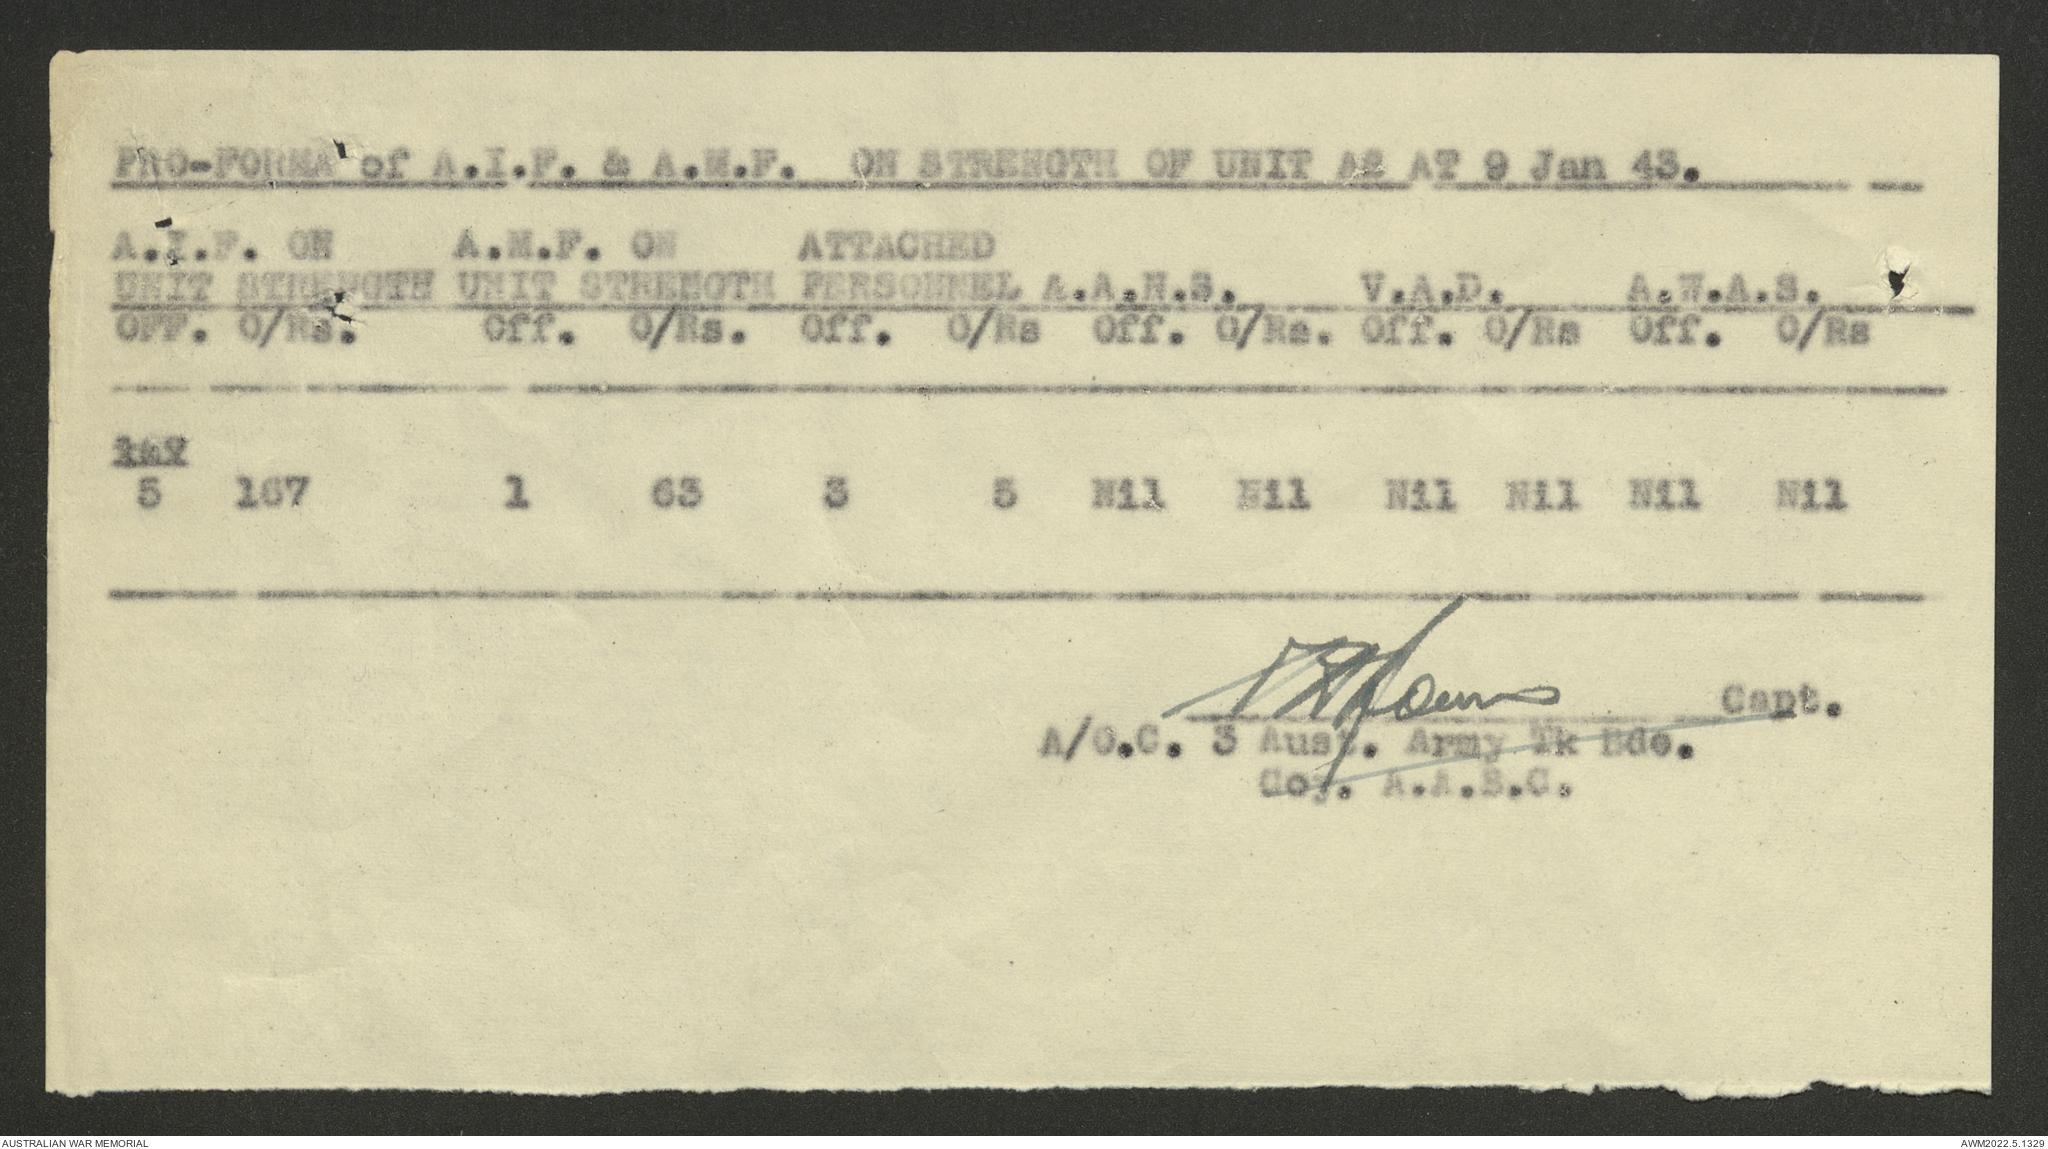 PRO-FORMA of A.I.F. & A.M.F. ON STRENGTH OF UNIT AS AT 9 Jan 43.
A.I.F. ON A.M.F. ON ATTACHED
UNIT STRENGTH UNIT STRENGTH PERSONNEL A.A.N.S. V.A.D. A.W.A.S.
OFF. O/Rs. Off. O/Rs. Off. O/Rs Off. O/Rs. Off. O/Rs Off. O/Rs
5 167 1 63 3 5 Nil Nil Nil Nil Nil Nil
Capt.
A/O.C. 3 Aust. Army Tk Bde.
Coy. A.A.S.C.
AUSTRALIAN WAR MEMORIAL AWM2022.5.1329